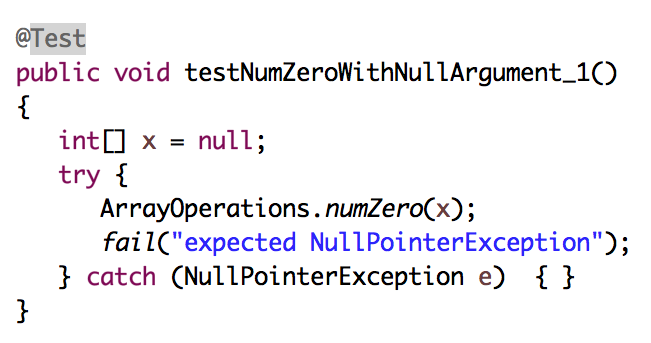 @Test
public void testNumZeroWithNullArgument_1()
{
int[] x = null;
try {
ArrayOperations.numZero(x);
fail("expected NullPointerException");
} catch (NullPointerException e)  { }
}